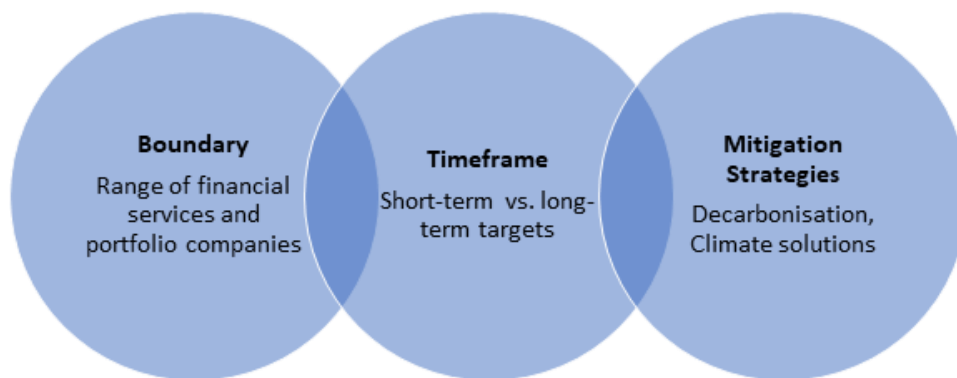 Boundary
Range of financial
services and
portfolio companies
Timeframe
Short-term vs. long-
term targets
Mitigation
Strategies
Decarbonisation,
Climate solutions